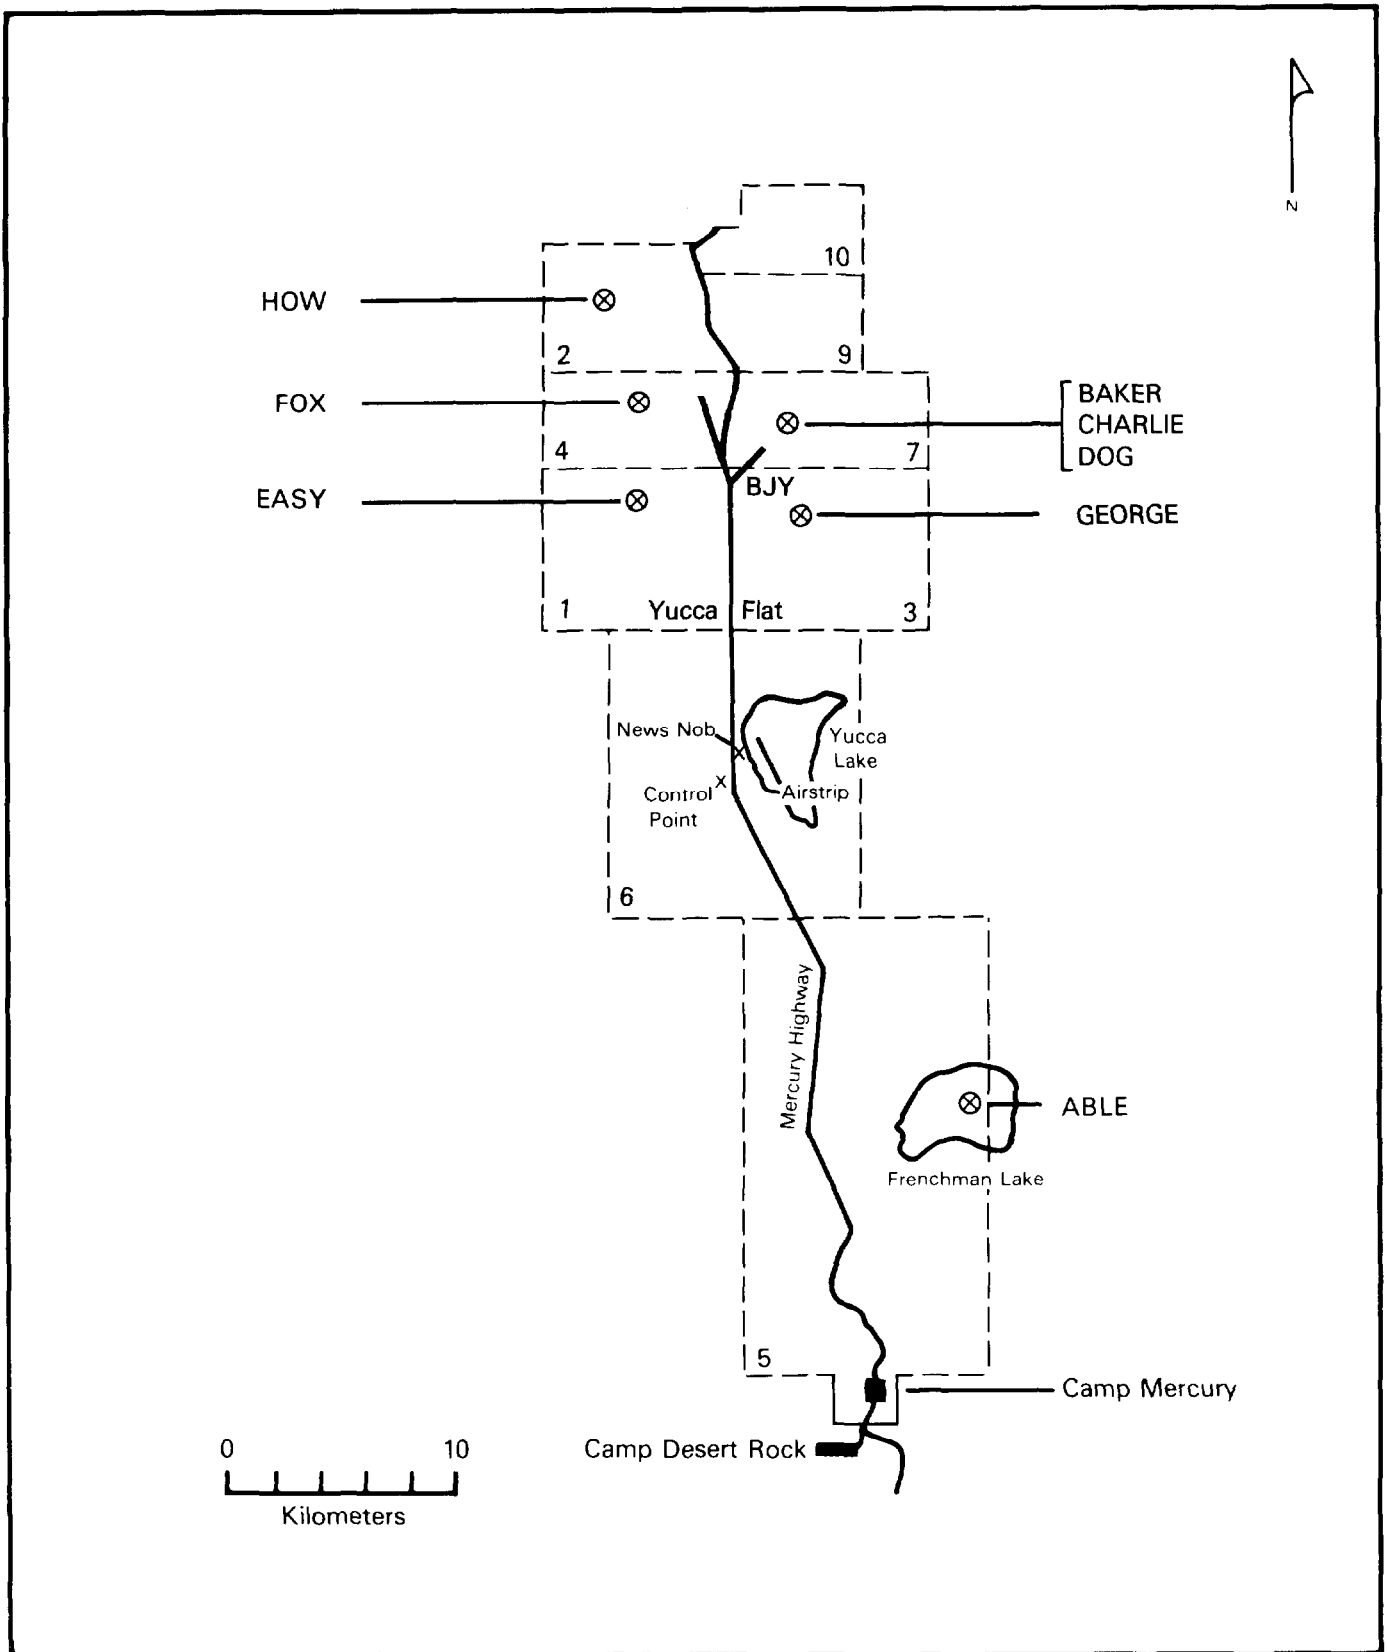 N
10
HOW
2
9
FOX
BAKER
CHARLIE
DOG
4
7
BJY
EASY
GEORGE
1
Yucca Flat
3
News Nob
Yucca
Lake
Control
Point
Airstrip
6
Mercury Highway
ABLE
Frenchman Lake
5
Camp Mercury
Camp Desert Rock
0 10
Kilometers